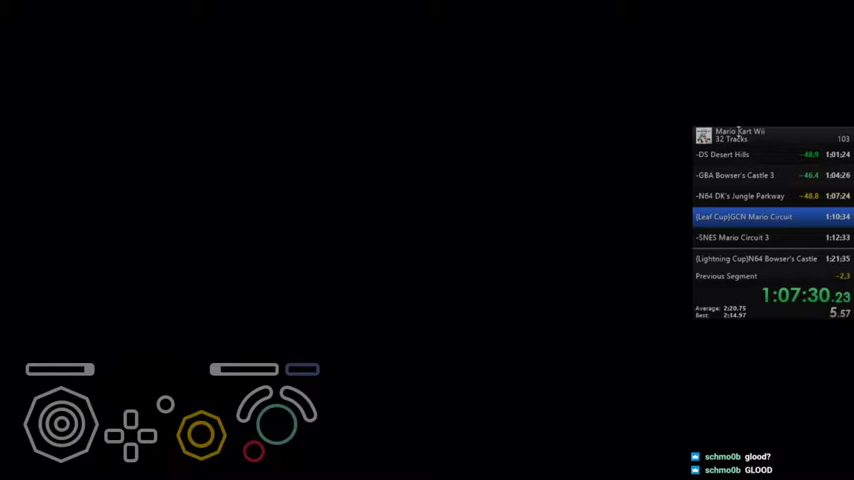 Mario Kart Wii
32 Tracks 103
-DS Desert Hills -48.9 1:01:24
-GBA Bowser's Castle 3 -46.4 1:04:26
-N64 DK's Jungle Parkway -48.8 1:07:24
{Leaf Cup}GCN Mario Circuit 1:10:34
-SNES Mario Circuit 3 1:12:33
{Lightning Cup}N64 Bowser's Castle 1:21:35
Previous Segment -2.3
1:07:30.23
Average: 2:20.75
Best: 2:14.97 5.57
schmo0b glood?
schmo0b GLOOD